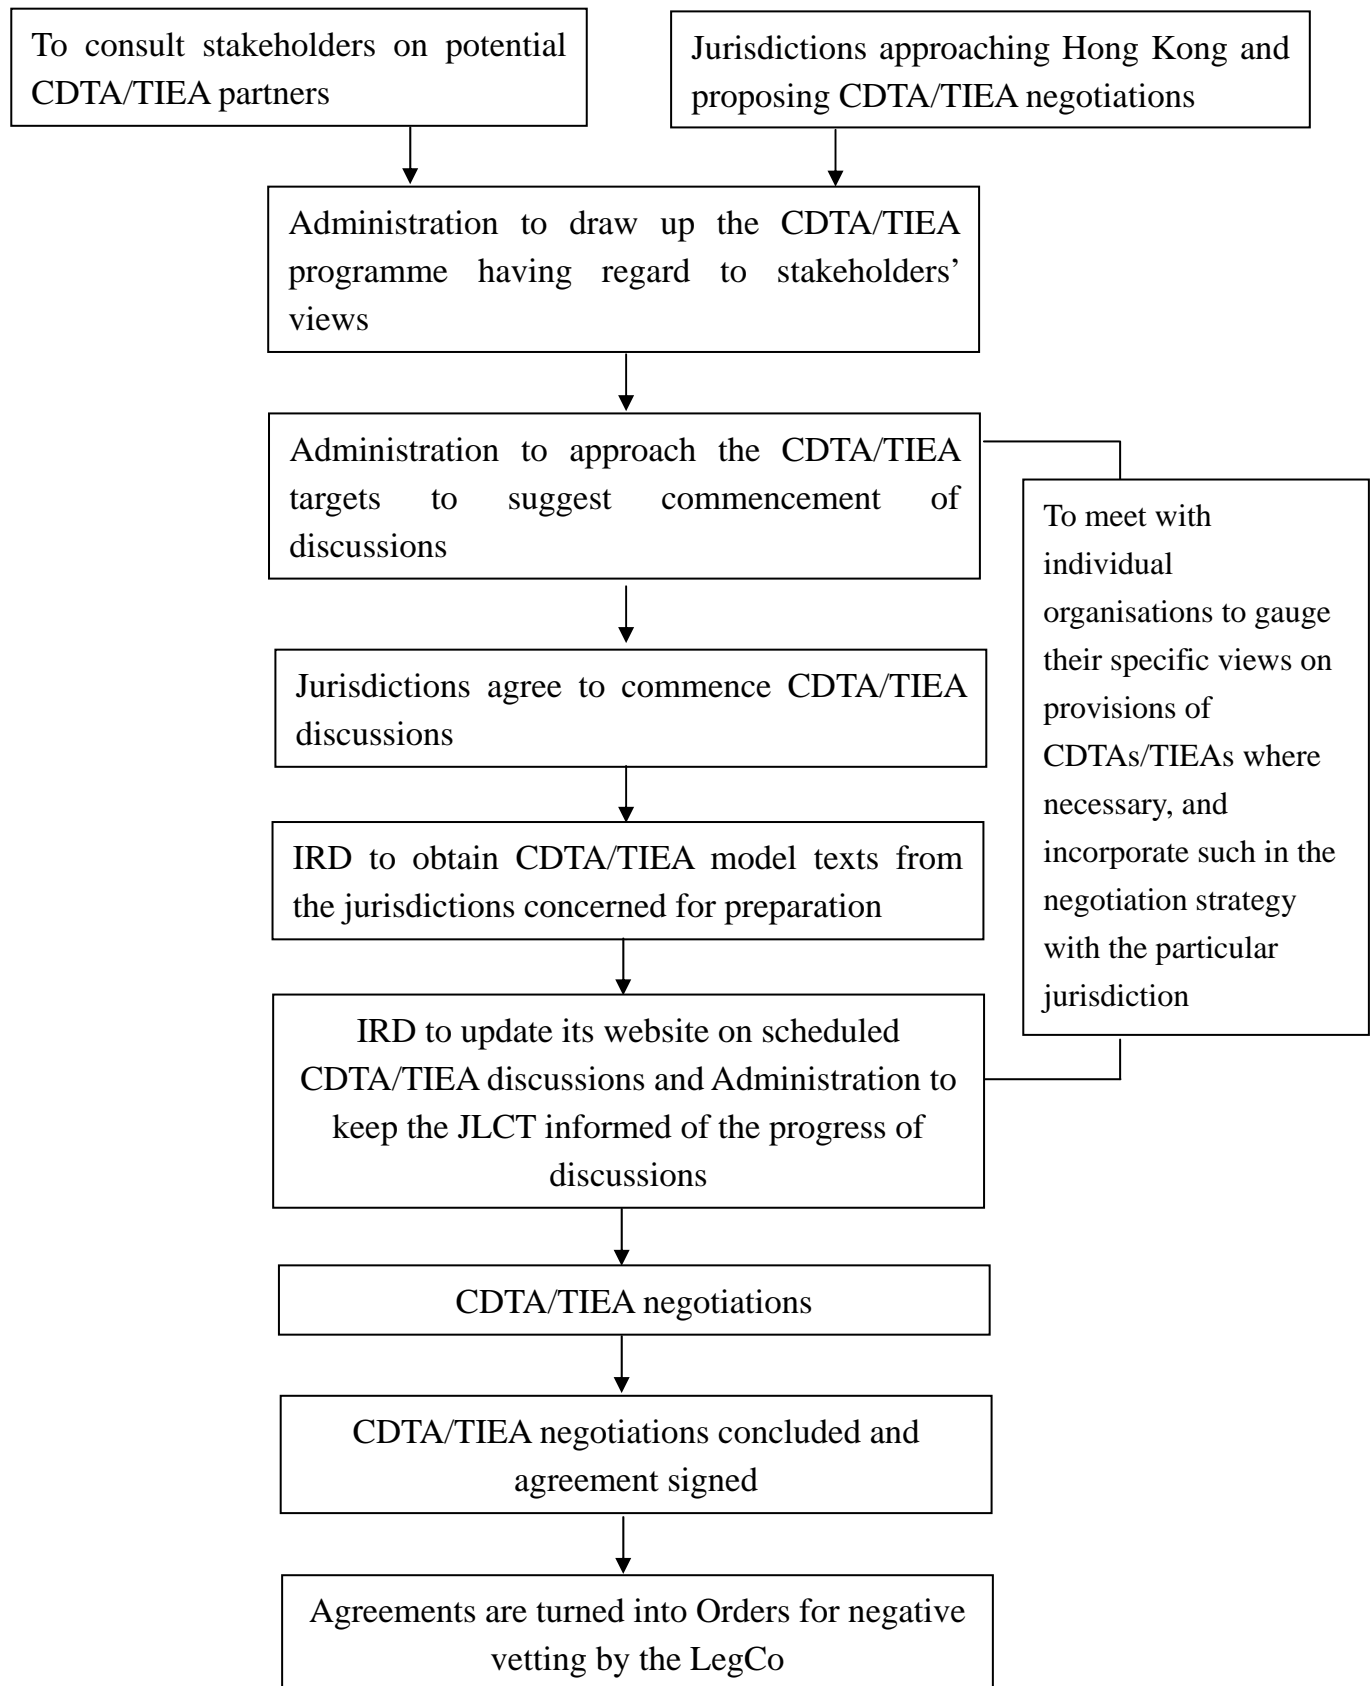 To consult stakeholders on potential
CDTA/TIEA partners
Jurisdictions approaching Hong Kong and
proposing CDTA/TIEA negotiations
Administration to draw up the CDTA/TIEA
programme having regard to stakeholders’
views
Administration to approach the CDTA/TIEA
targets to suggest commencement of
discussions
To meet with
individual
organisations to gauge
their specific views on
provisions of
CDTAs/TIEAs where
necessary, and
incorporate such in the
negotiation strategy
with the particular
jurisdiction
Jurisdictions agree to commence CDTA/TIEA
discussions
IRD to obtain CDTA/TIEA model texts from
the jurisdictions concerned for preparation
IRD to update its website on scheduled
CDTA/TIEA discussions and Administration to
keep the JLCT informed of the progress of
discussions
CDTA/TIEA negotiations
CDTA/TIEA negotiations concluded and
agreement signed
Agreements are turned into Orders for negative
vetting by the LegCo